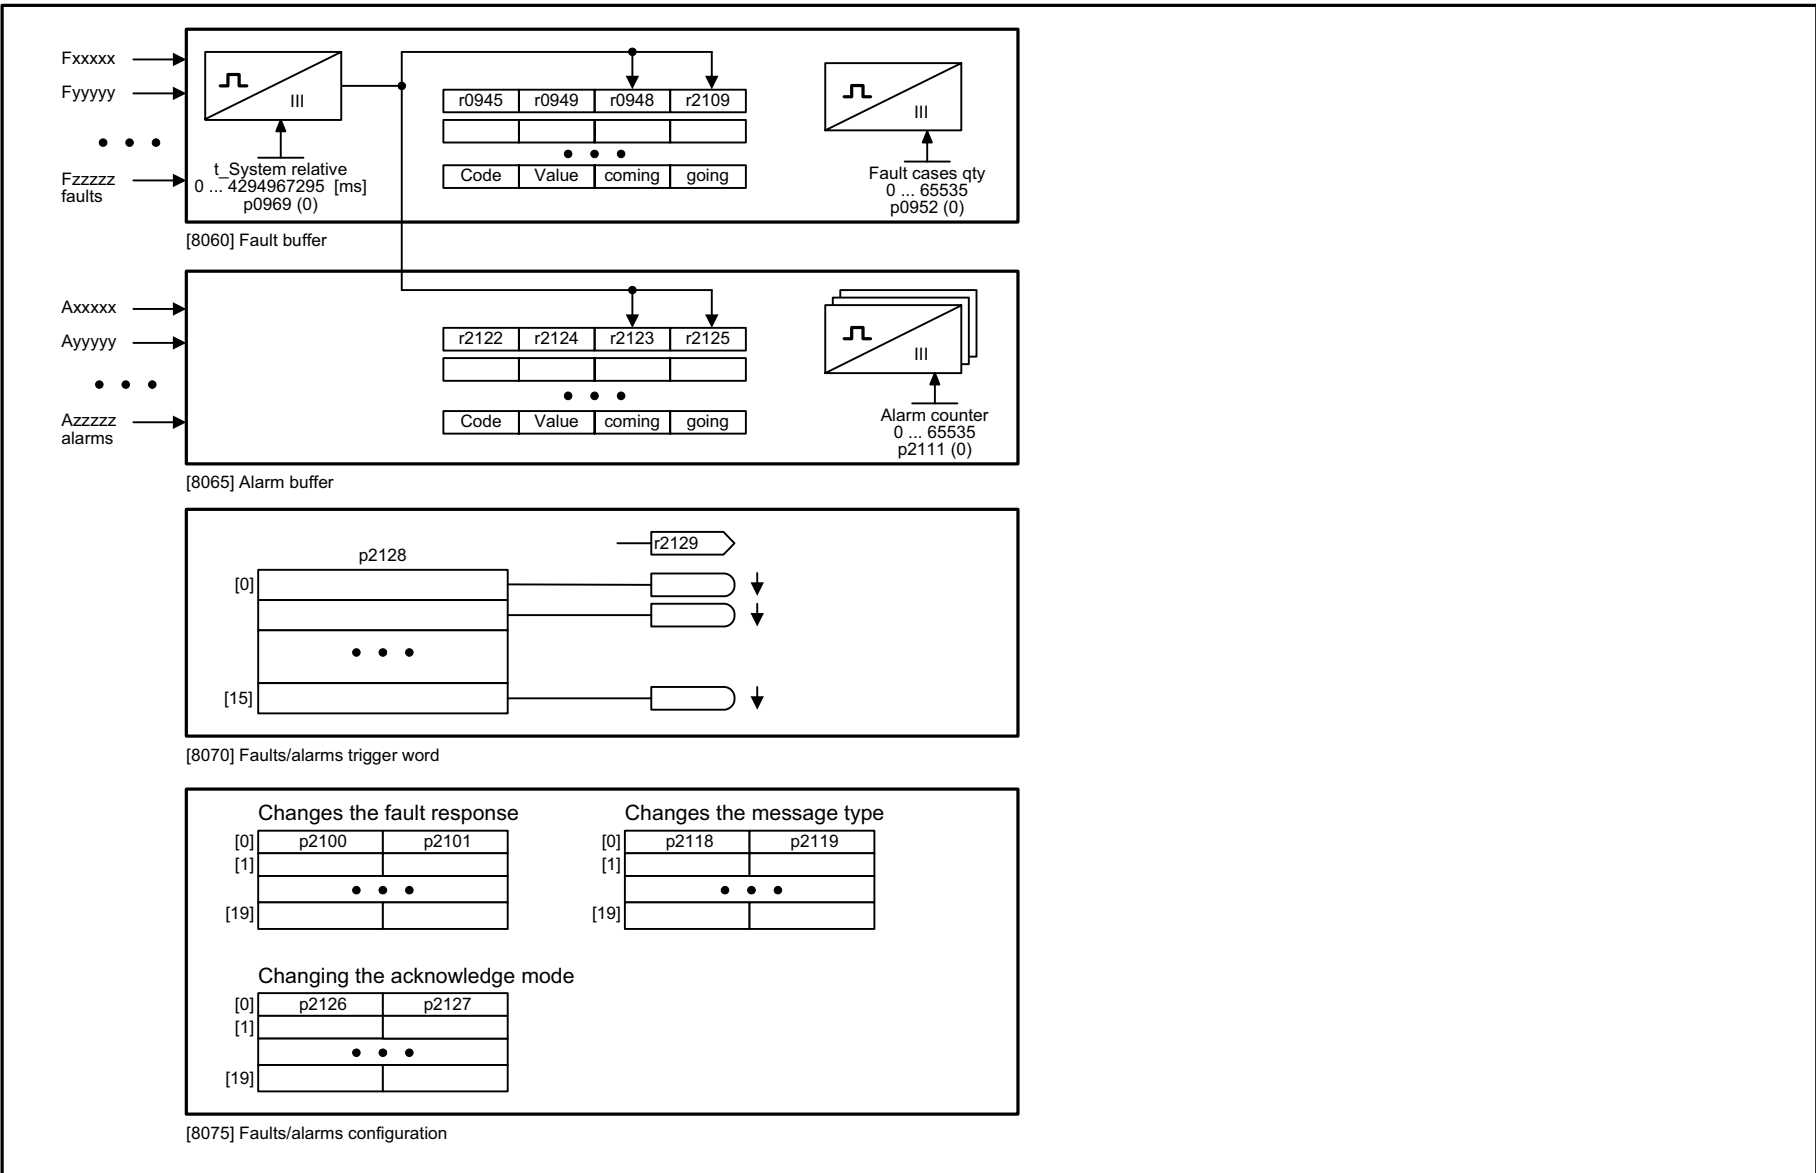 Fxxxxx
Fyyyyy
Fzzzzz
faults
III
t_System relative
0 ... 4294967295 [ms]
p0969 (0)
r0945 r0949 r0948 r2109
Code Value coming going
III
Fault cases qty
0 ... 65535
p0952 (0)
[8060] Fault buffer
Axxxxx
Ayyyyy
Azzzzz
alarms
r2122 r2124 r2123 r2125
Code Value coming going
III
Alarm counter
0 ... 65535
p2111 (0)
[8065] Alarm buffer
p2128
r2129
[0]
[15]
[8070] Faults/alarms trigger word
Changes the fault response
[0] p2100 p2101
[1]
[19]
Changes the message type
[0] p2118 p2119
[1]
[19]
Changing the acknowledge mode
[0] p2126 p2127
[1]
[19]
[8075] Faults/alarms configuration